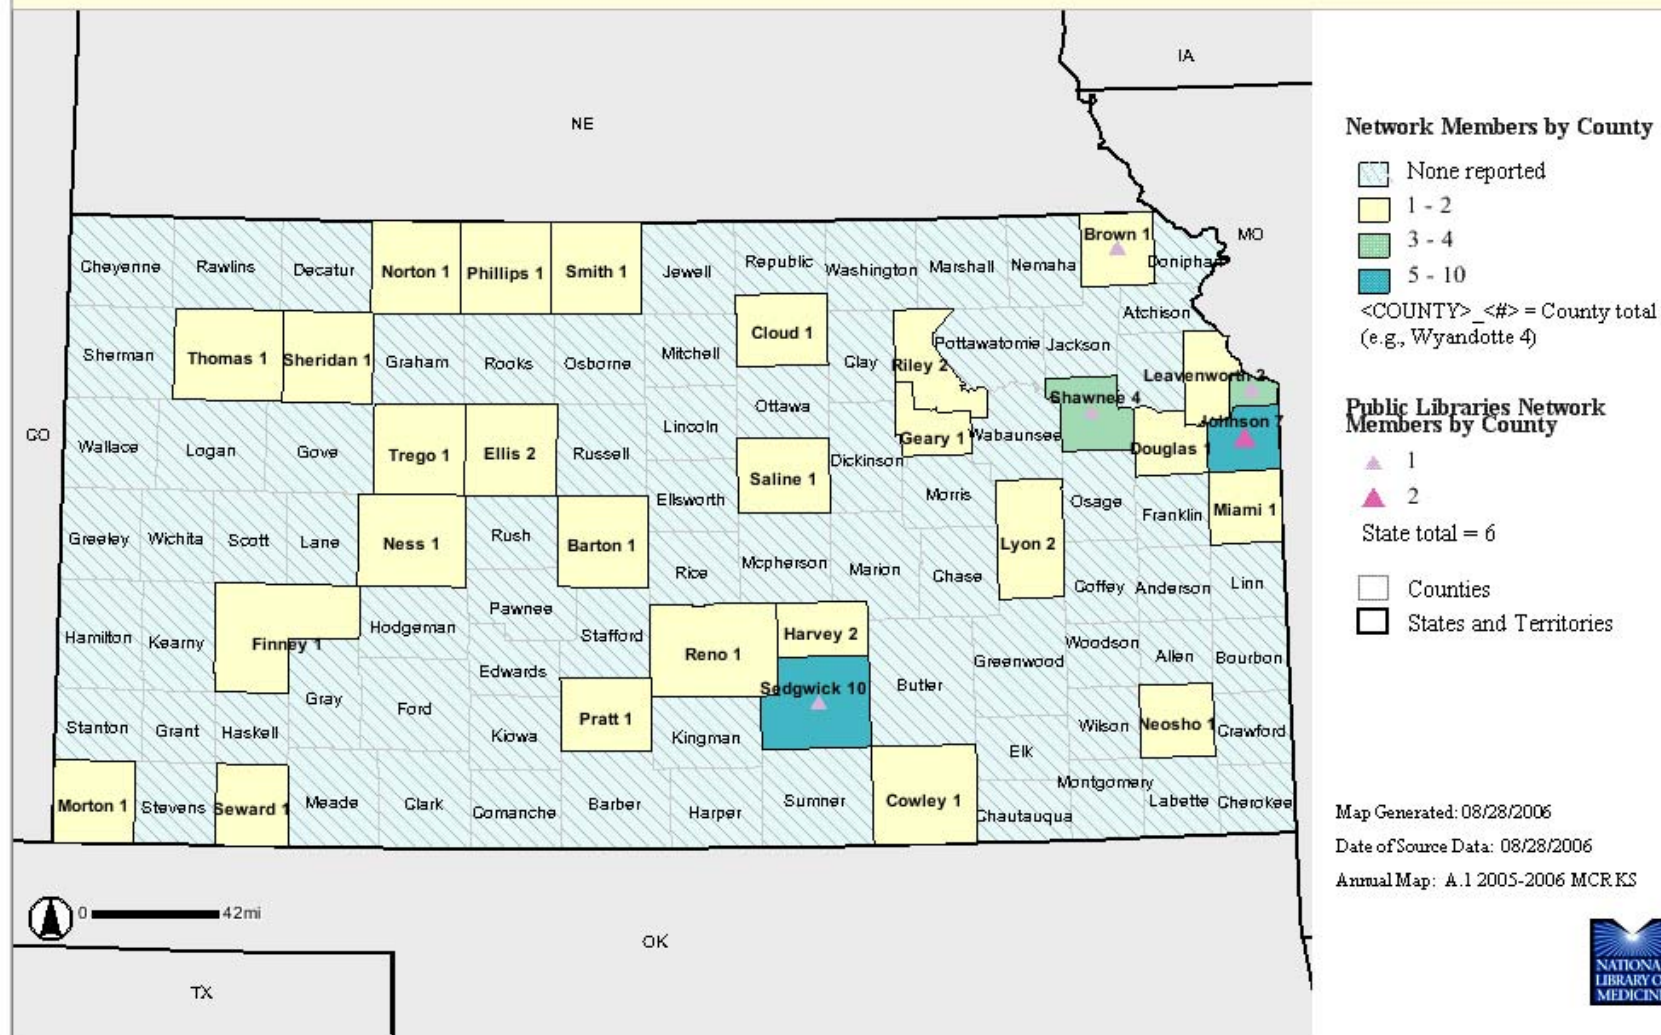 IA
NE
MO
CO
OK
TX
Cheyenne
Rawlins
Decatur
Norton 1
Phillips 1
Smith 1
Jewell
Republic
Washington
Marshall
Nemaha
Brown 1
Doniphan
Atchison
Sherman
Thomas 1
Sheridan 1
Graham
Rooks
Osborne
Mitchell
Cloud 1
Clay
Riley 2
Pottawatomie
Jackson
Leavenworth 2
Shawnee 4
Ottawa
Lincoln
Wallace
Logan
Gove
Trego 1
Ellis 2
Russell
Saline 1
Dickinson
Geary 1
Wabaunsee
Douglas 1
Johnson 7
Ellsworth
Morris
Lyon 2
Osage
Franklin
Miami 1
Greeley
Wichita
Scott
Lane
Ness 1
Rush
Barton 1
Rice
Mcpherson
Marion
Chase
Coffey
Anderson
Linn
Hamilton
Kearny
Finney 1
Hodgeman
Pawnee
Stafford
Edwards
Reno 1
Harvey 2
Sedgwick 10
Butler
Greenwood
Woodson
Allen
Bourbon
Stanton
Grant
Haskell
Gray
Ford
Kiowa
Pratt 1
Kingman
Elk
Wilson
Neosho 1
Crawford
Morton 1
Stevens
Seward 1
Meade
Clark
Comanche
Barber
Harper
Sumner
Cowley 1
Chautauqua
Montgomery
Labette
Cherokee
0 42mi
Network Members by County
None reported
1 - 2
3 - 4
5 - 10
<COUNTY>_<#> = County total
(e.g., Wyandotte 4)
Public Libraries Network
Members by County
1
2
State total = 6
Counties
States and Territories
Map Generated: 08/28/2006
Date of Source Data: 08/28/2006
Annual Map: A.1 2005-2006 MCR KS
NATIONA
LIBRARY O
MEDICIN